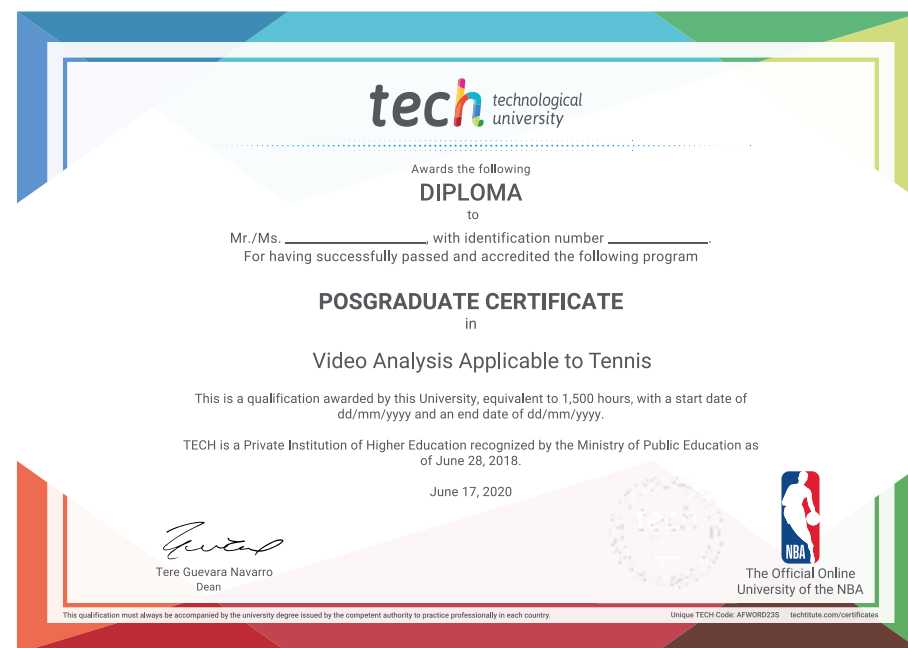 tech technological
university
Awards the following
DIPLOMA
to
Mr./Ms. ____________, with identification number ____________.
For having successfully passed and accredited the following program
POSGRADUATE CERTIFICATE
in
Video Analysis Applicable to Tennis
This is a qualification awarded by this University, equivalent to 1,500 hours, with a start date of
dd/mm/yyyy and an end date of dd/mm/yyyy.
TECH is a Private Institution of Higher Education recognized by the Ministry of Public Education as
of June 28, 2018.
June 17, 2020
tech
Tere Guevara Navarro
Dean
NBA
The Official Online
University of the NBA
This qualification must always be accompanied by the university degree issued by the competent authority to practice professionally in each country.
Unique TECH Code: AFWORD23S techtitute.com/certificates